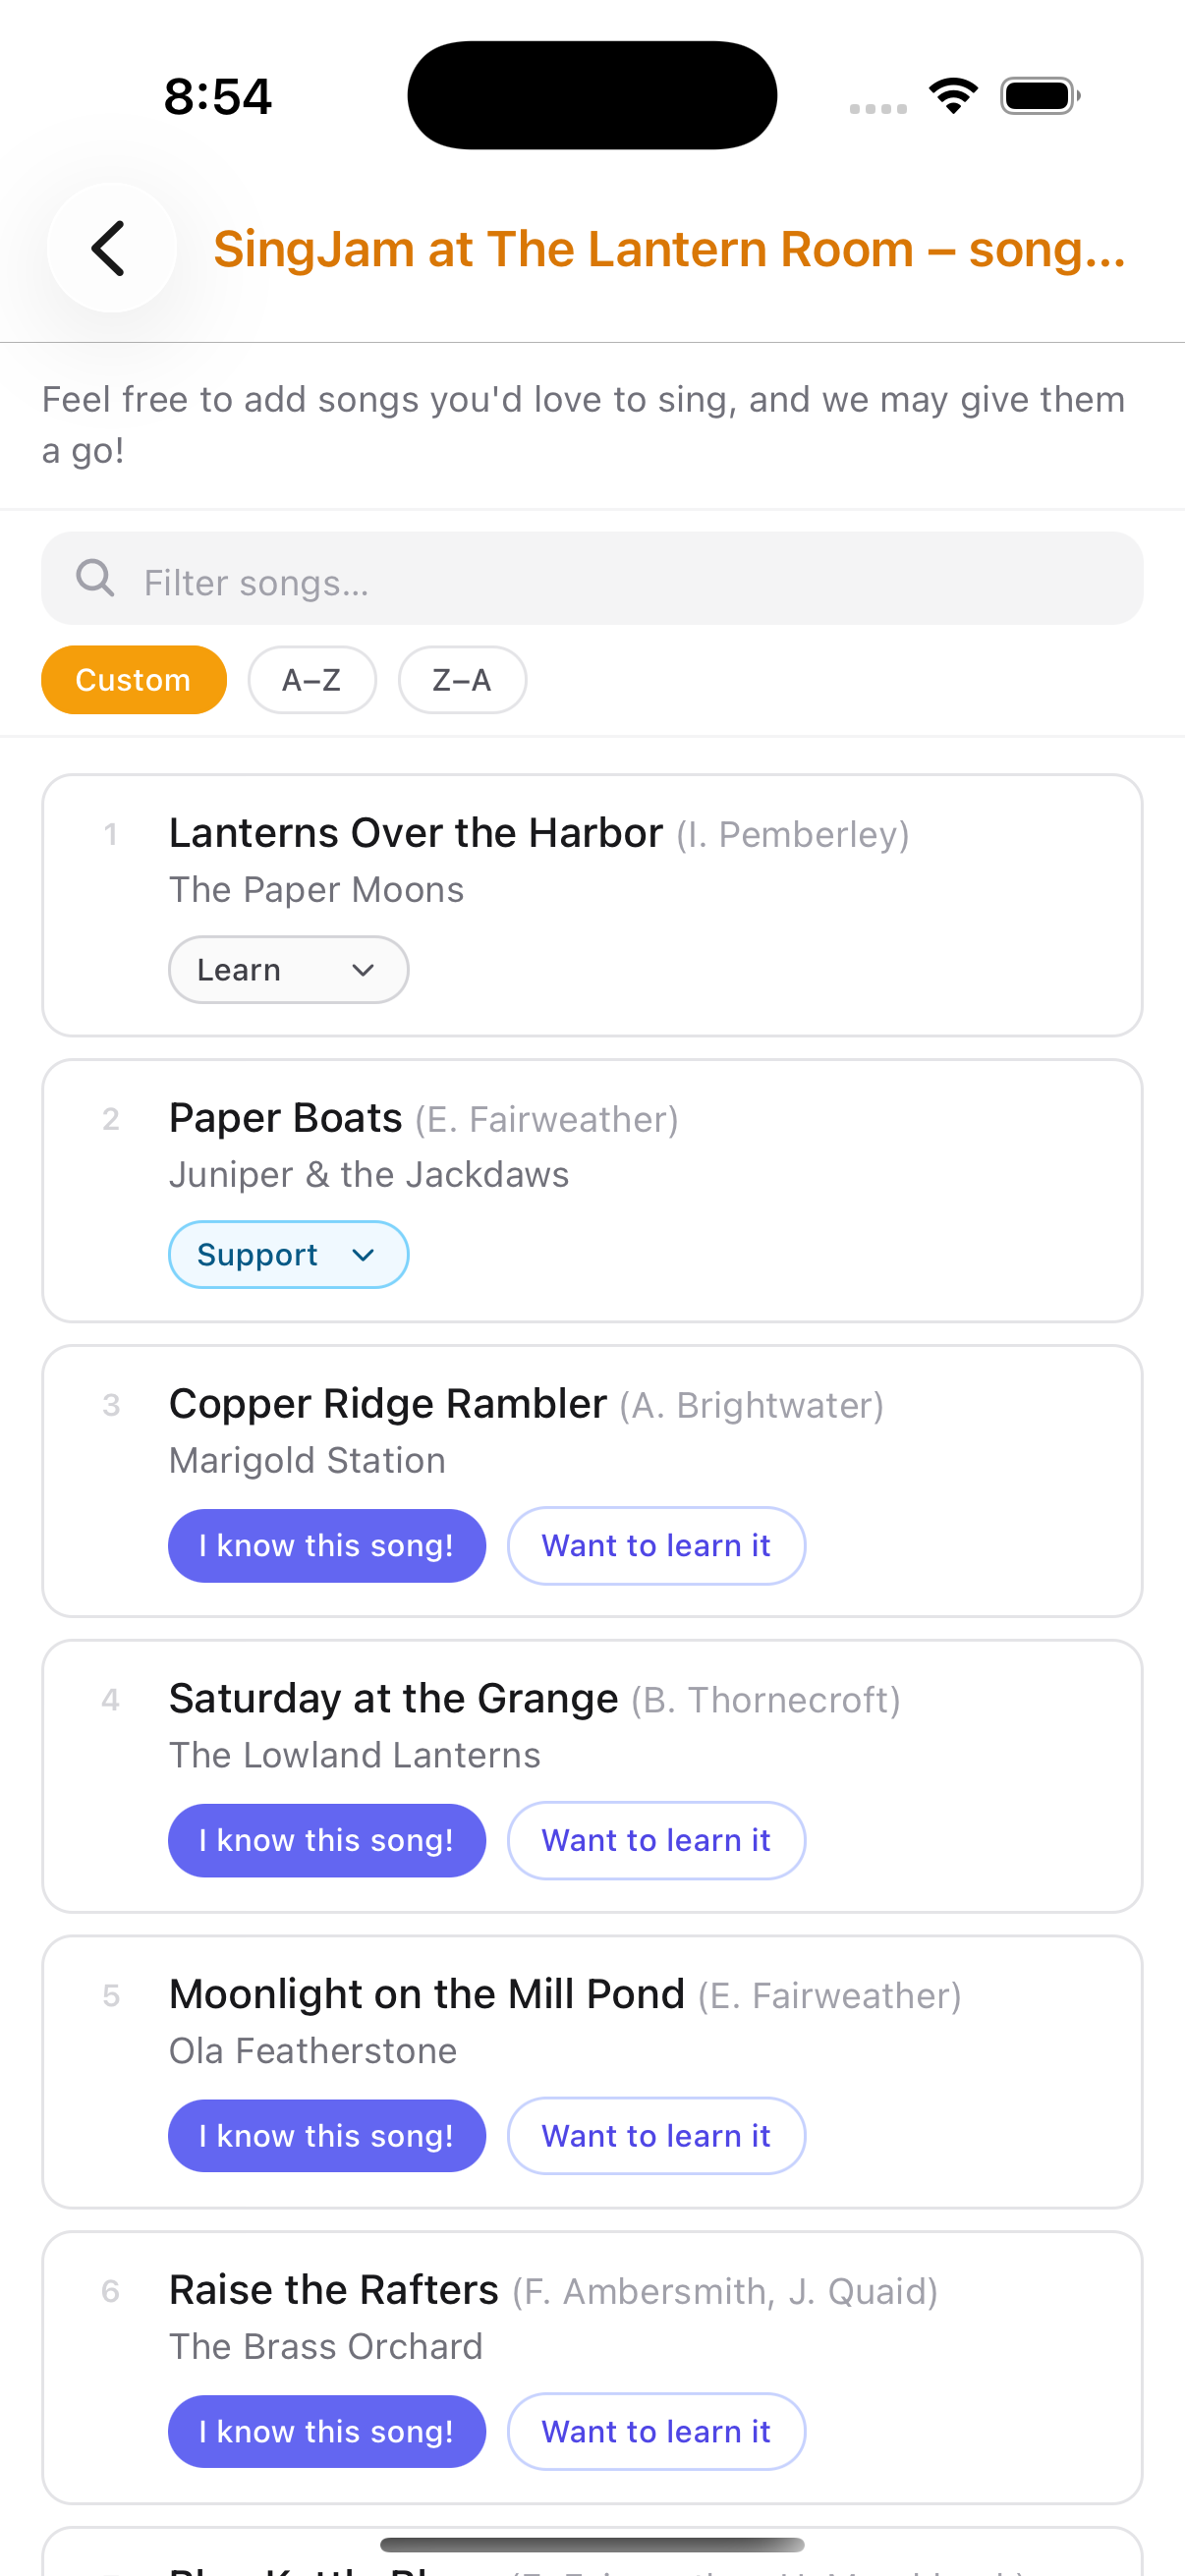 8:54
SingJam at The Lantern Room – song...
Feel free to add songs you'd love to sing, and we may give them
a go!
Filter songs...
Custom A–Z Z–A
1 Lanterns Over the Harbor (I. Pemberley)
The Paper Moons
Learn
2 Paper Boats (E. Fairweather)
Juniper & the Jackdaws
Support
3 Copper Ridge Rambler (A. Brightwater)
Marigold Station
I know this song! Want to learn it
4 Saturday at the Grange (B. Thornecroft)
The Lowland Lanterns
I know this song! Want to learn it
5 Moonlight on the Mill Pond (E. Fairweather)
Ola Featherstone
I know this song! Want to learn it
6 Raise the Rafters (F. Ambersmith, J. Quaid)
The Brass Orchard
I know this song! Want to learn it